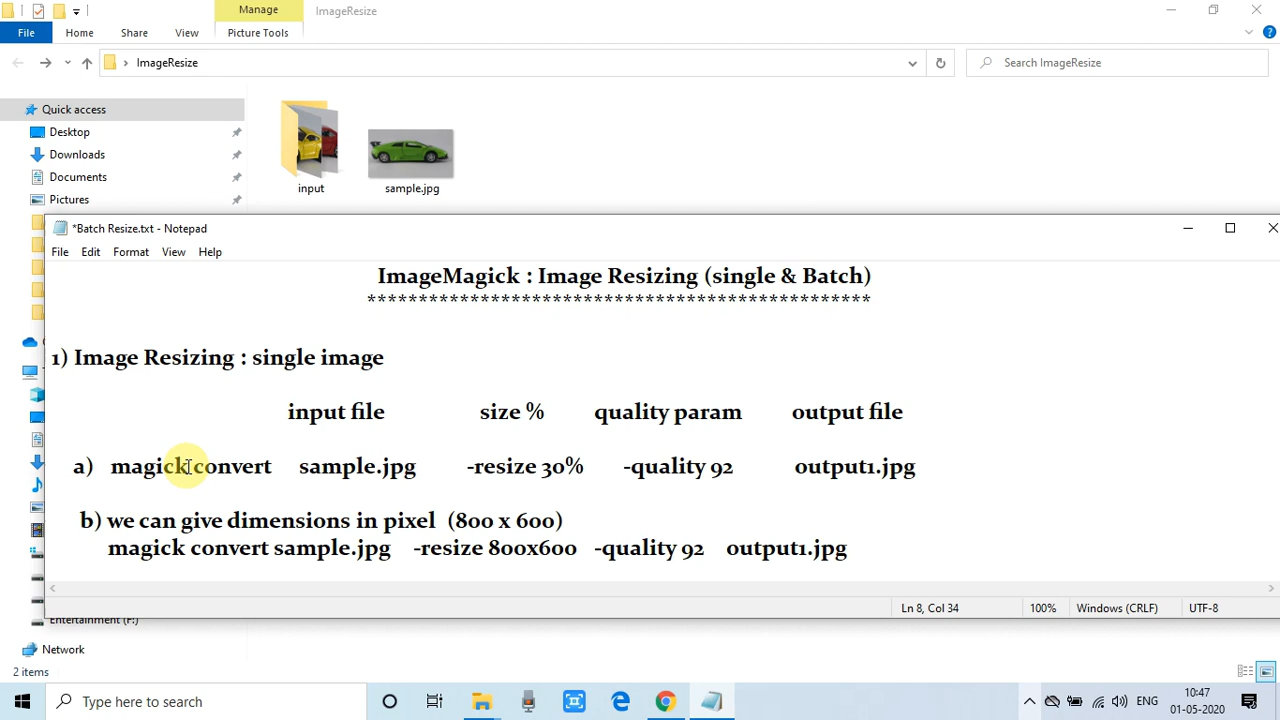 Manage
ImageResize
File
Home
Share
View
Picture Tools
ImageResize
Search ImageResize
Quick access
Desktop
Downloads
Documents
Pictures
input
sample.jpg
*Batch Resize.txt - Notepad
File
Edit
Format
View
Help
ImageMagick : Image Resizing (single & Batch)
*************************************************
1) Image Resizing : single image
input file size % quality param output file
a) magick convert sample.jpg -resize 30% -quality 92 output1.jpg
b) we can give dimensions in pixel (800 x 600)
magick convert sample.jpg -resize 800x600 -quality 92 output1.jpg
Ln 8, Col 34
100%
Windows (CRLF)
UTF-8
Entertainment (F:)
Network
2 items
Type here to search
ENG
10:47
01-05-2020